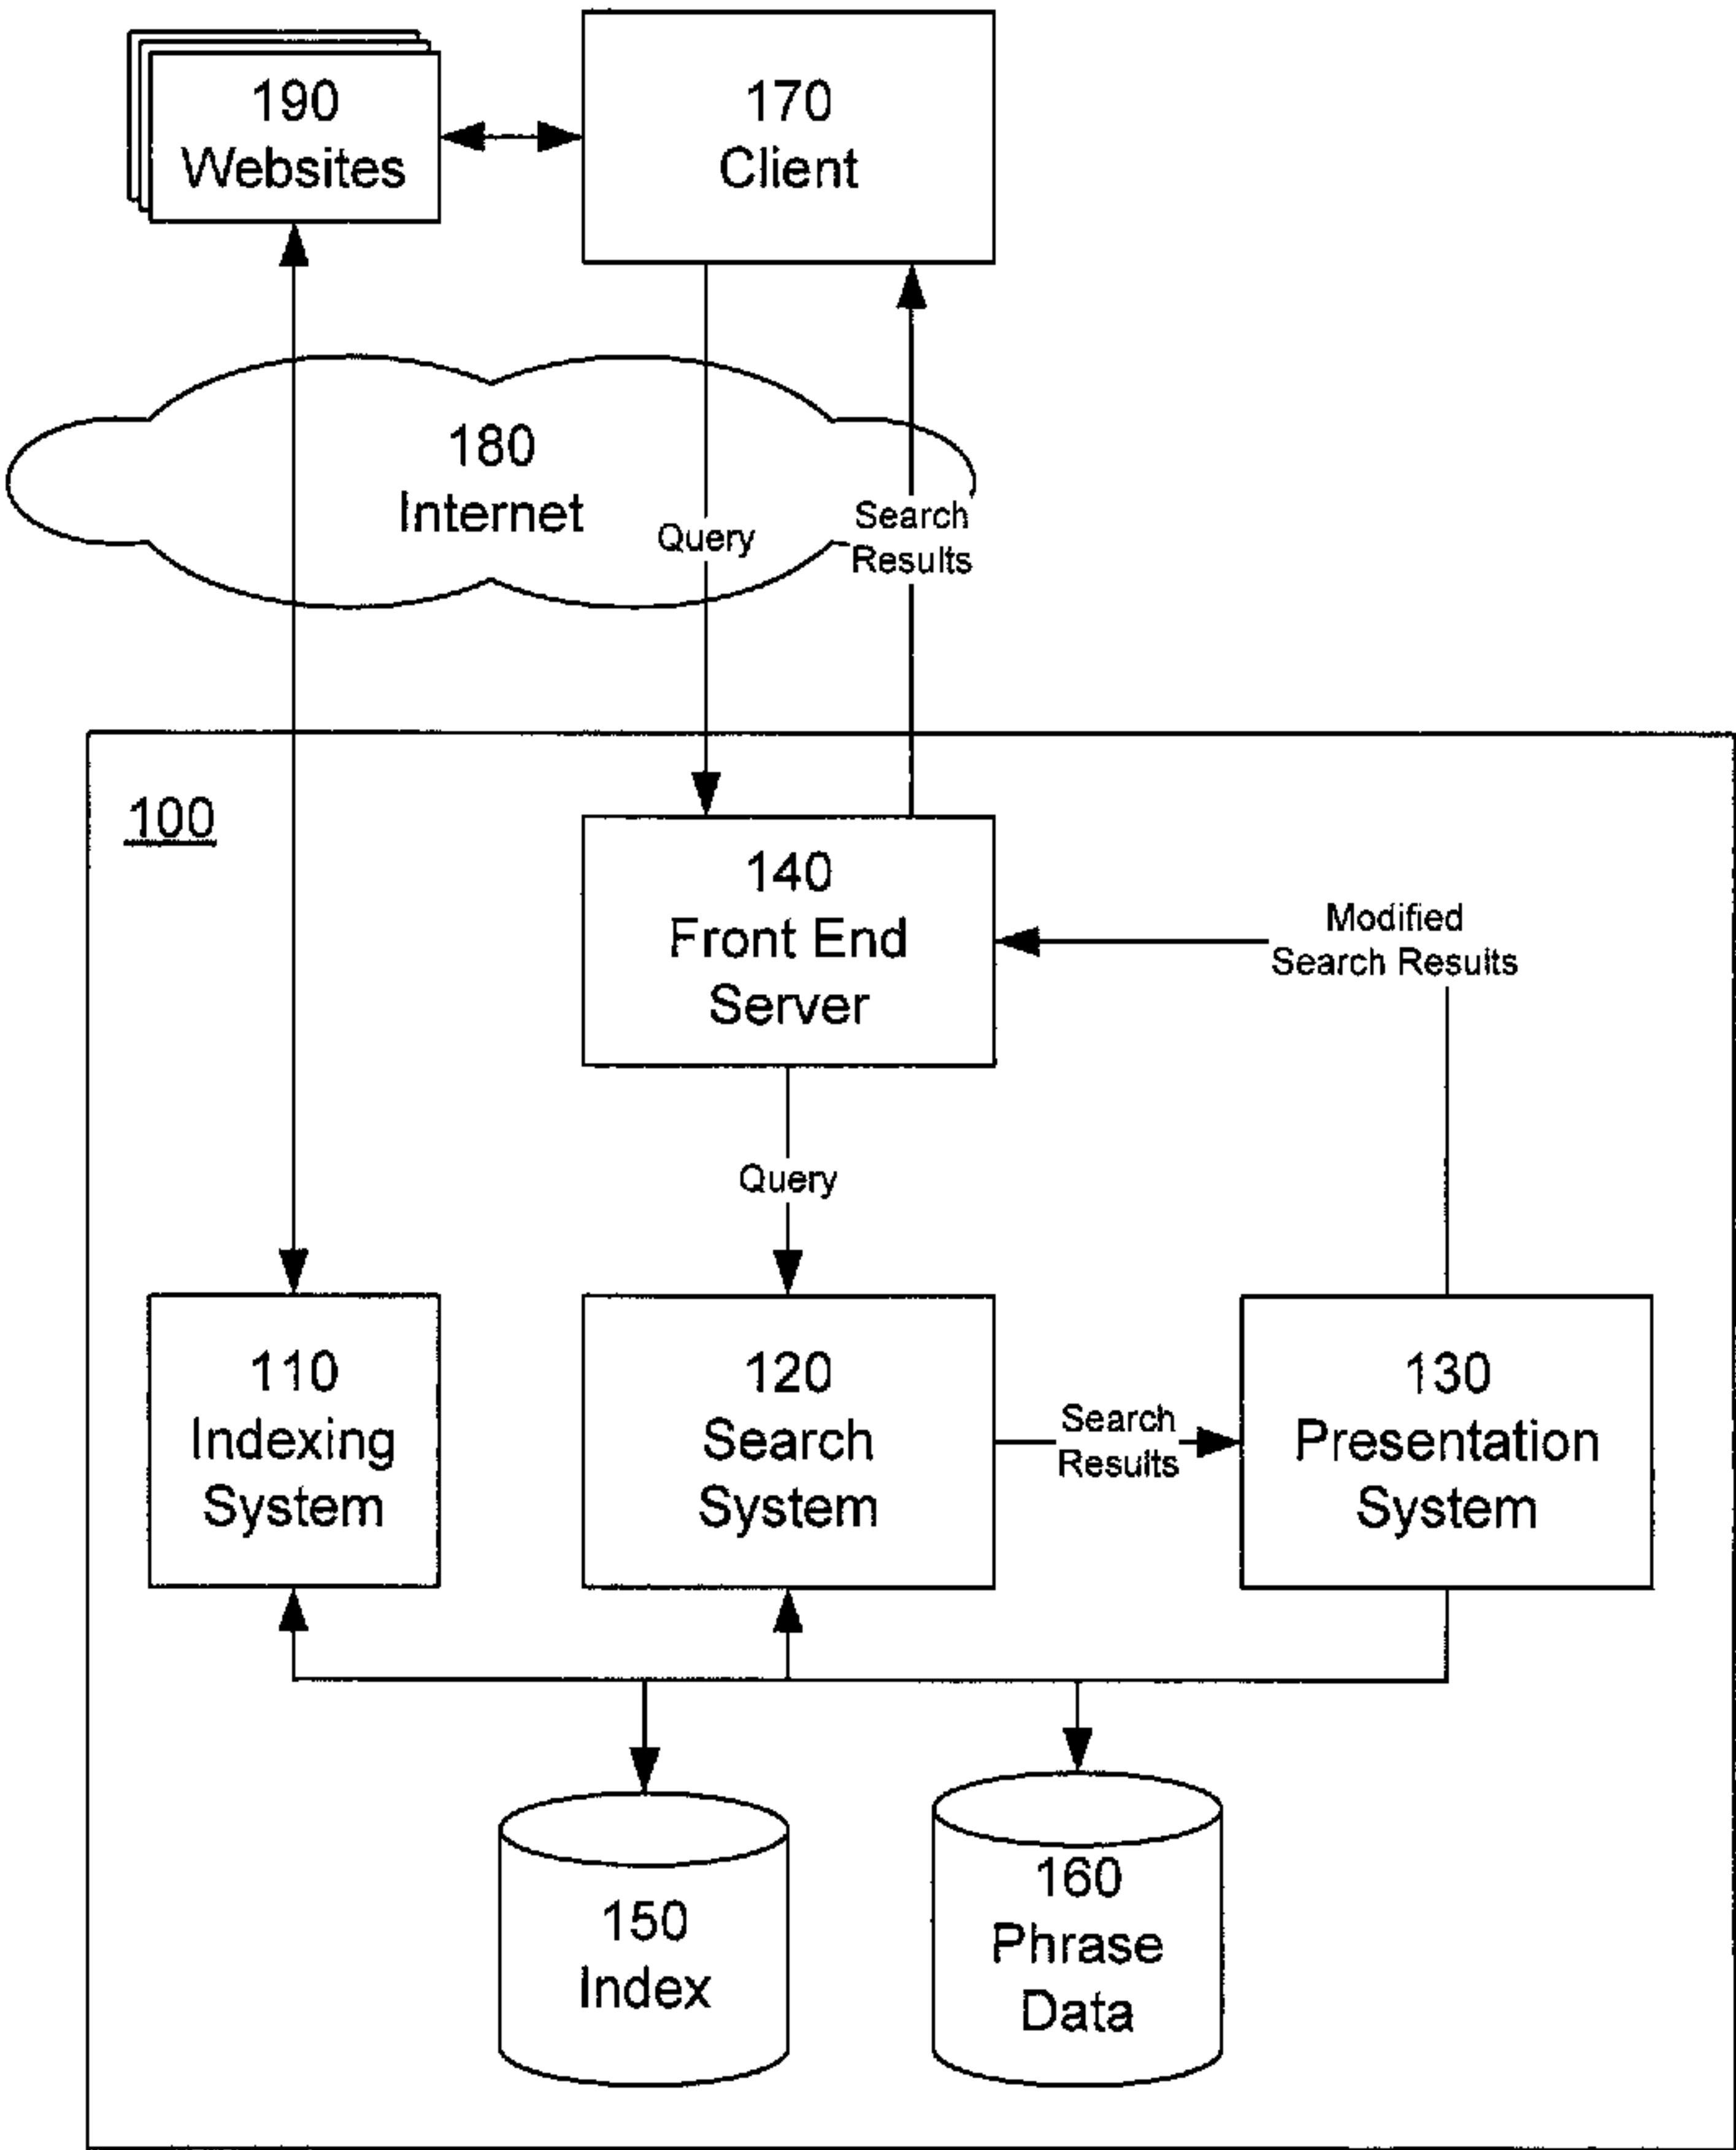 190
Websites
170
Client
180
Internet
Query
Search
Results
100
140
Front End
Server
Modified
Search Results
Query
110
Indexing
System
120
Search
System
Search
Results
130
Presentation
System
150
Index
160
Phrase
Data